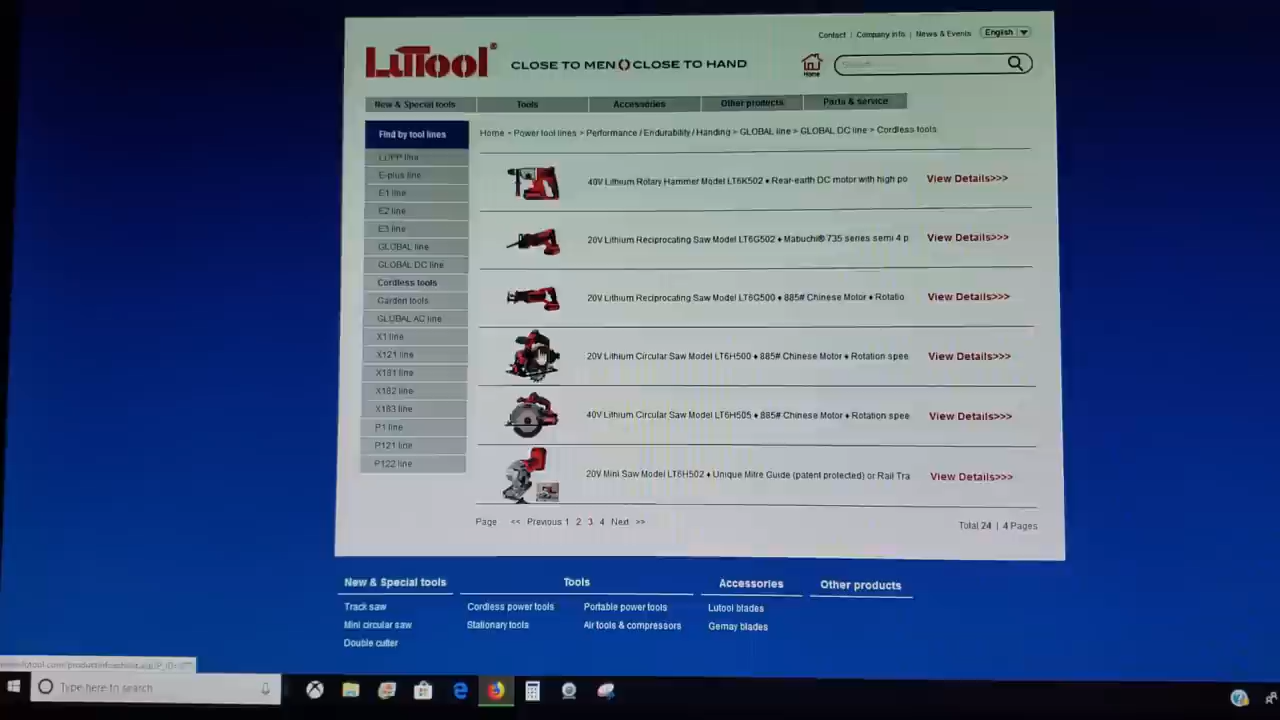 Contact | Company info | News & Events English
LUTool®
CLOSE TO MEN CLOSE TO HAND
Home
Search
New & Special tools Tools Accessories Other products Parts & service
Find by tool lines
Home > Power tool lines > Performance / Endurability / Handing > GLOBAL line > GLOBAL DC line > Cordless tools
E-plus line
E1 line
E2 line
E3 line
GLOBAL line
GLOBAL DC line
Cordless tools
Garden tools
GLOBAL AC line
X1 line
X121 line
X181 line
X182 line
X183 line
P1 line
P121 line
P122 line
40V Lithium Rotary Hammer Model LT6K502 ♦ Rear-earth DC motor with high po View Details>>>
20V Lithium Reciprocating Saw Model LT6G502 ♦ Mabuchi® 735 series semi 4 p View Details>>>
20V Lithium Reciprocating Saw Model LT6G500 ♦ 885# Chinese Motor ♦ Rotatio View Details>>>
20V Lithium Circular Saw Model LT6H500 ♦ 885# Chinese Motor ♦ Rotation spee View Details>>>
40V Lithium Circular Saw Model LT6H505 ♦ 885# Chinese Motor ♦ Rotation spee View Details>>>
20V Mini Saw Model LT6H502 ♦ Unique Mitre Guide (patent protected) or Rail Tra View Details>>>
Page << Previous 1 2 3 4 Next >> Total 24 | 4 Pages
New & Special tools Tools Accessories Other products
Track saw Cordless power tools Portable power tools Lutool blades
Mini circular saw Stationary tools Air tools & compressors Gemay blades
Double cutter
Type here to search